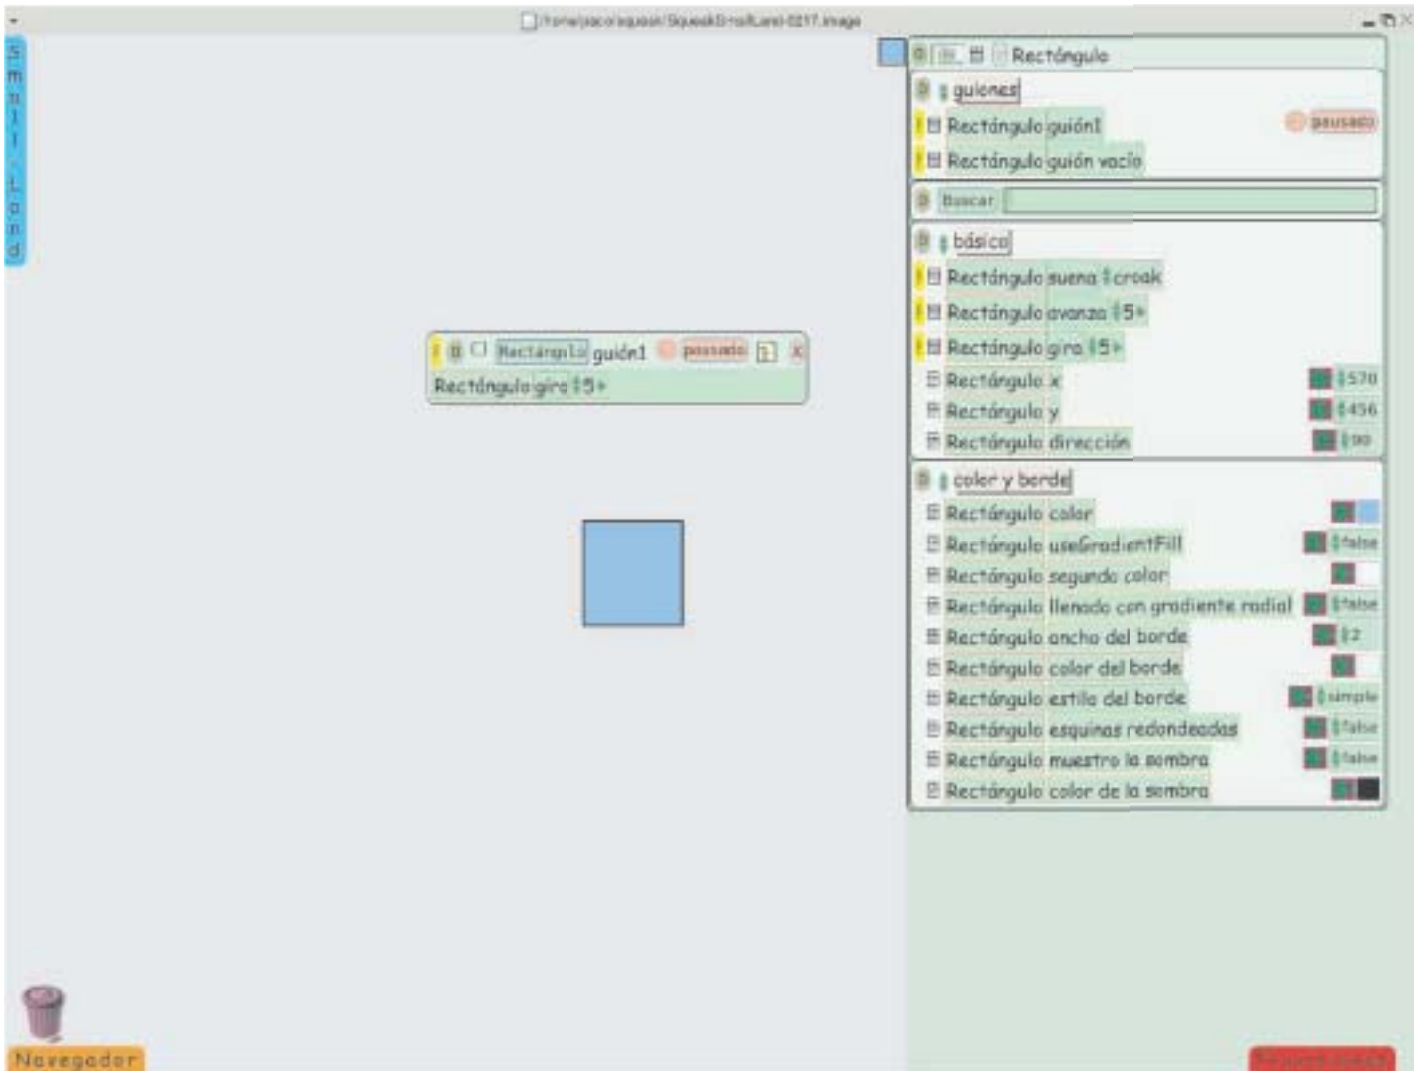 Small-Land
Rectángulo
guiones
Rectángulo guión1 pausado
Rectángulo guión vacío
Buscar
básico
Rectángulo suena croak
Rectángulo avanza 5
Rectángulo gira 5
Rectángulo x 570
Rectángulo y 456
Rectángulo dirección 90
color y borde
Rectángulo color
Rectángulo useGradientFill false
Rectángulo segundo color
Rectángulo llenado con gradiente radial false
Rectángulo ancho del borde 2
Rectángulo color del borde
Rectángulo estilo del borde simple
Rectángulo esquinas redondeadas false
Rectángulo muestro la sombra false
Rectángulo color de la sombra
Rectángulo guión1 pausado x
Rectángulo gira 5
Navegador